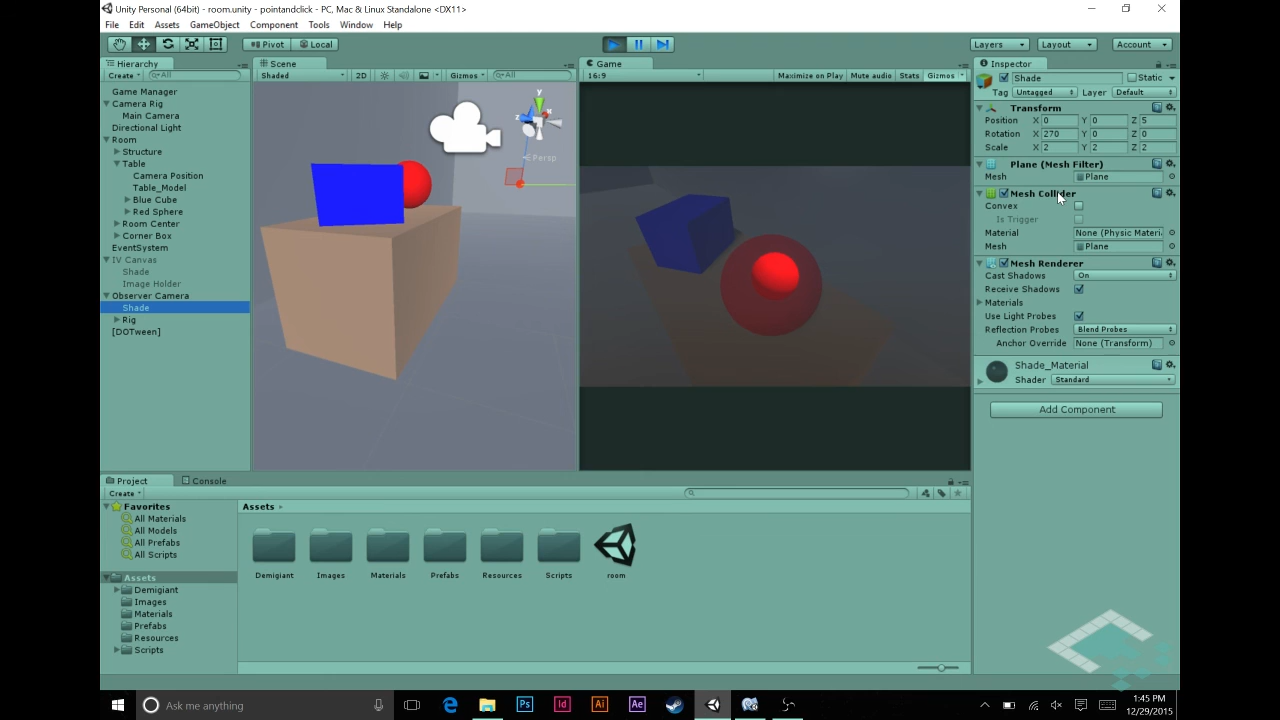 Unity Personal (64bit) - room.unity - pointandclick - PC, Mac & Linux Standalone <DX11>
File Edit Assets GameObject Component Tools Window Help
Pivot Local Layers Layout Account
Hierarchy
Create All
Game Manager
Camera Rig
Main Camera
Directional Light
Room
Structure
Table
Camera Position
Table_Model
Blue Cube
Red Sphere
Room Center
Corner Box
EventSystem
IV Canvas
Shade
Image Holder
Observer Camera
Shade
Rig
[DOTween]
Scene
Shaded 2D Gizmos All
y
x
z
Persp
Game
16:9 Maximize on Play Mute audio Stats Gizmos
Inspector
Shade Static
Tag Untagged Layer Default
Transform
Position X 0 Y 0 Z 5
Rotation X 270 Y 0 Z 0
Scale X 2 Y 2 Z 2
Plane (Mesh Filter)
Mesh Plane
Mesh Collider
Convex
Is Trigger
Material None (Physic Materi
Mesh Plane
Mesh Renderer
Cast Shadows On
Receive Shadows
Materials
Use Light Probes
Reflection Probes Blend Probes
Anchor Override None (Transform)
Shade_Material
Shader Standard
Add Component
Project Console
Create
Favorites
All Materials
All Models
All Prefabs
All Scripts
Assets
Demigiant
Images
Materials
Prefabs
Resources
Scripts
Assets
Demigiant Images Materials Prefabs Resources Scripts room
Ask me anything
Ps Id Ai Ae
1:45 PM
12/29/2015